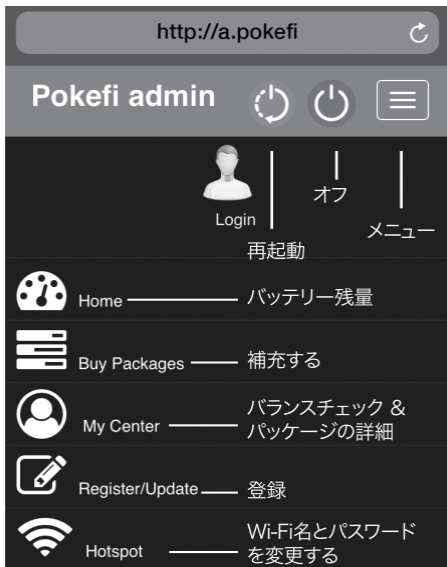 http://a.pokefi
Pokefi admin
Login
再起動
オフ
メニュー
Home
バッテリー残量
Buy Packages
補充する
My Center
バランスチェック &
パッケージの詳細
Register/Update
登録
Hotspot
Wi-Fi名とパスワード
を変更する